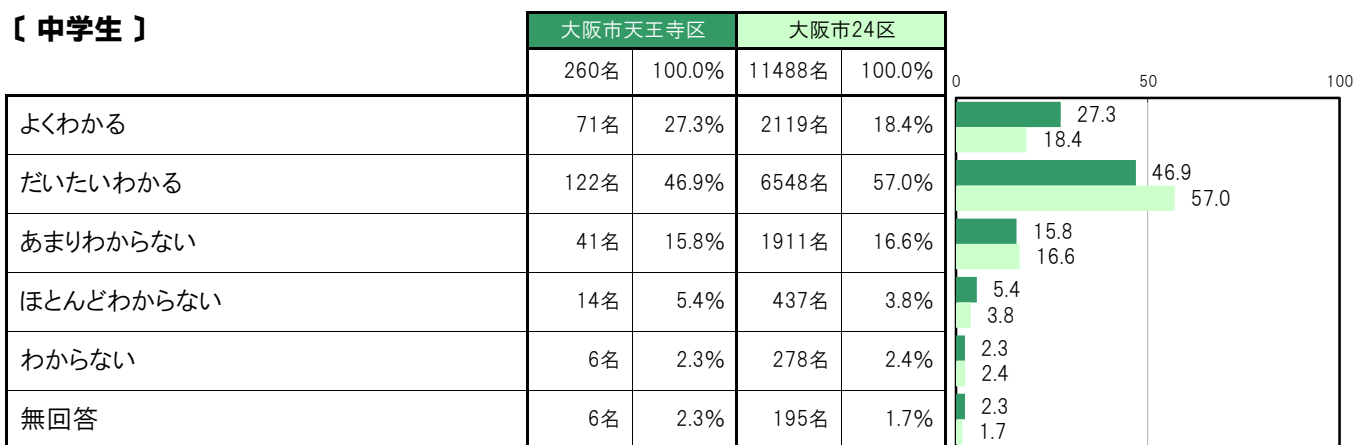 〔 中学生 〕
大阪市天王寺区 大阪市24区
260名 100.0% 11488名 100.0%
0 50 100
よくわかる 71名 27.3% 2119名 18.4%
27.3
18.4
だいたいわかる 122名 46.9% 6548名 57.0%
46.9
57.0
あまりわからない 41名 15.8% 1911名 16.6%
15.8
16.6
ほとんどわからない 14名 5.4% 437名 3.8%
5.4
3.8
わからない 6名 2.3% 278名 2.4%
2.3
2.4
無回答 6名 2.3% 195名 1.7%
2.3
1.7